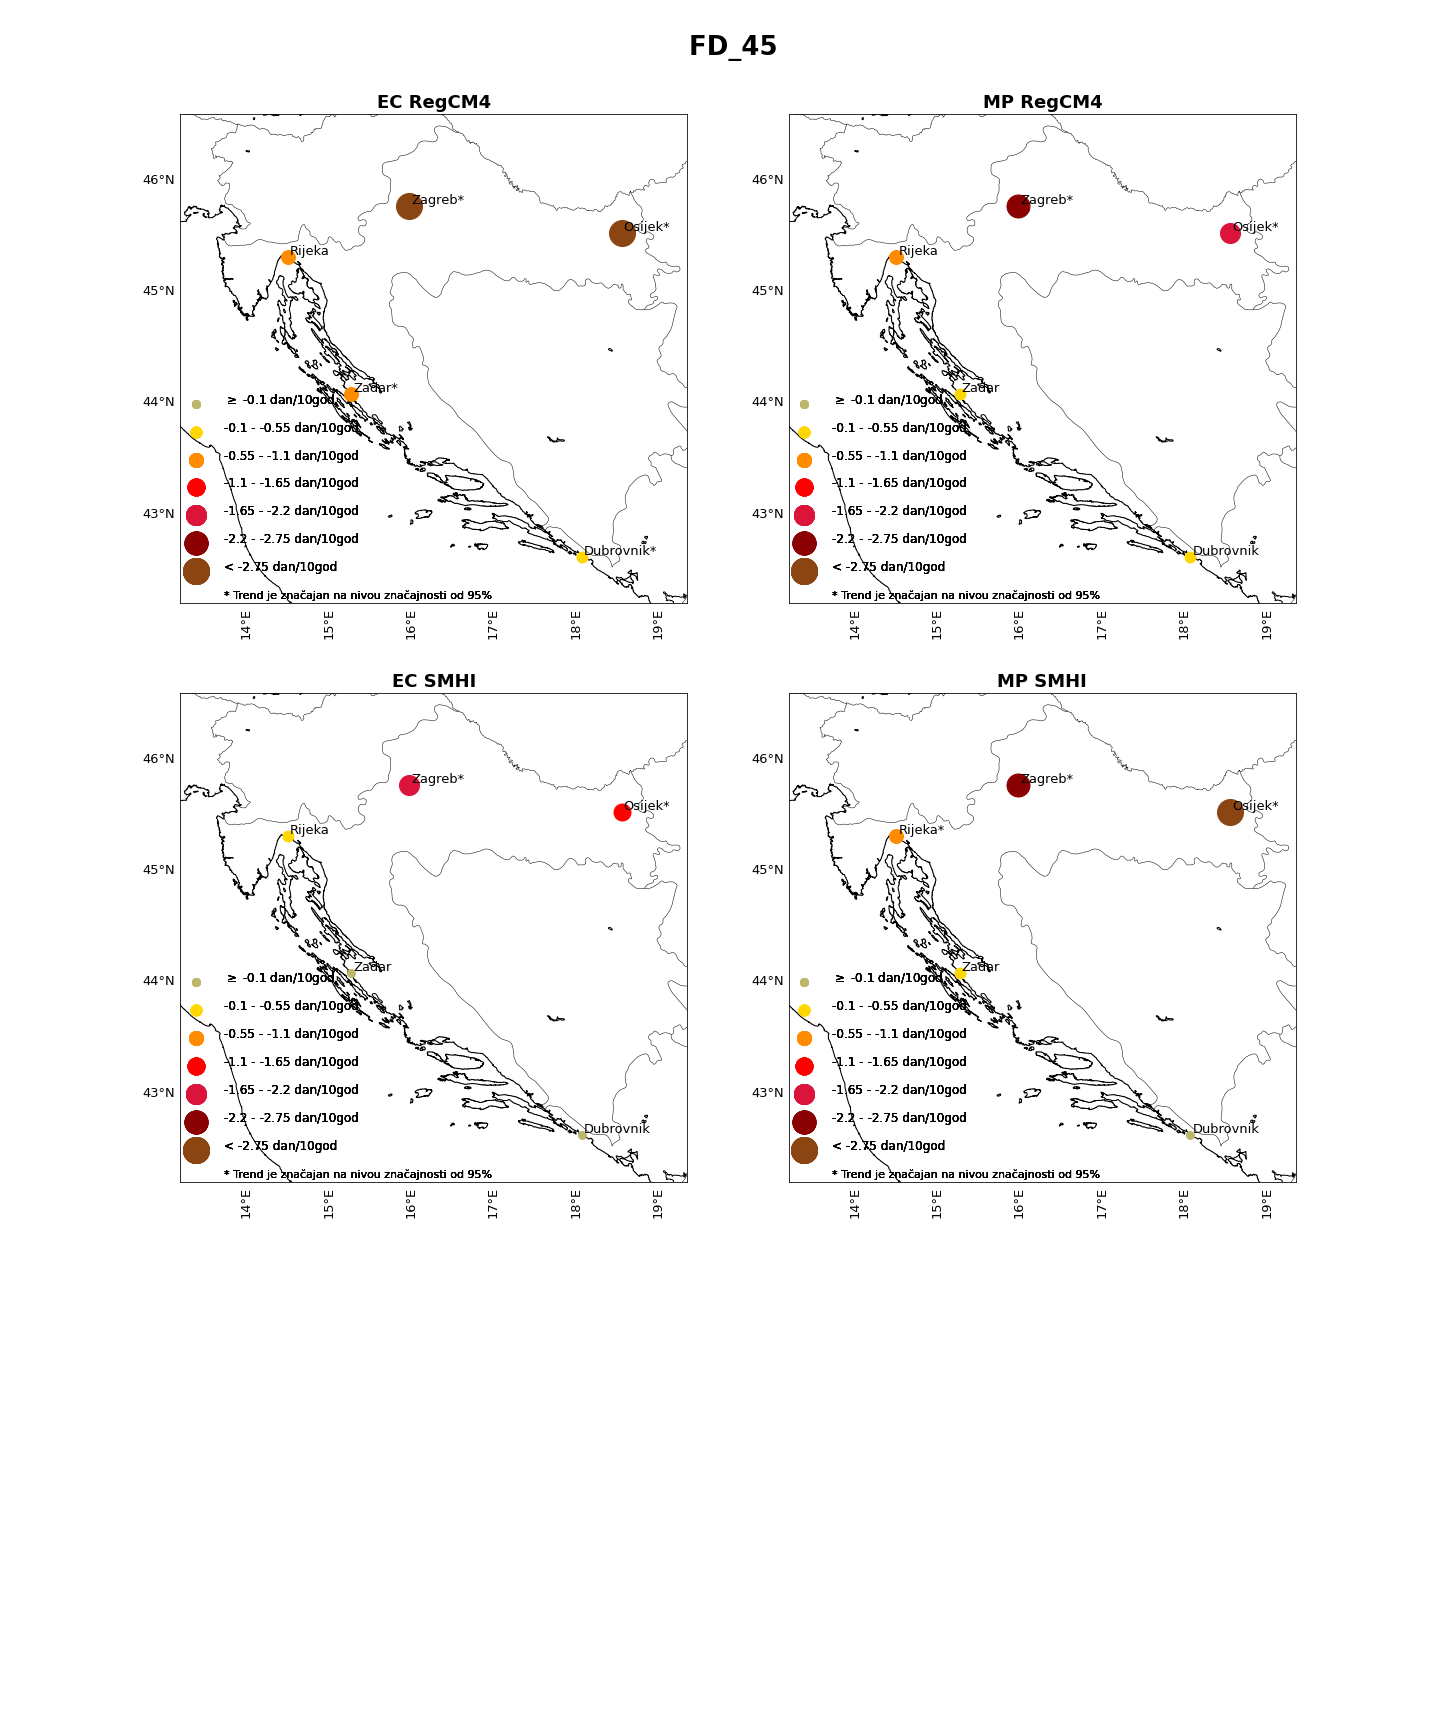 FD_45
EC RegCM4
46°N
45°N
44°N
43°N
Zagreb*
Osijek*
Rijeka
Zadar*
Dubrovnik*
≥ -0.1 dan/10god
-0.1 - -0.55 dan/10god
-0.55 - -1.1 dan/10god
-1.1 - -1.65 dan/10god
-1.65 - -2.2 dan/10god
-2.2 - -2.75 dan/10god
< -2.75 dan/10god
* Trend je značajan na nivou značajnosti od 95%
14°E
15°E
16°E
17°E
18°E
19°E
MP RegCM4
46°N
45°N
44°N
43°N
Zagreb*
Osijek*
Rijeka
Zadar
Dubrovnik
≥ -0.1 dan/10god
-0.1 - -0.55 dan/10god
-0.55 - -1.1 dan/10god
-1.1 - -1.65 dan/10god
-1.65 - -2.2 dan/10god
-2.2 - -2.75 dan/10god
< -2.75 dan/10god
* Trend je značajan na nivou značajnosti od 95%
14°E
15°E
16°E
17°E
18°E
19°E
EC SMHI
46°N
45°N
44°N
43°N
Zagreb*
Osijek*
Rijeka
Zadar
Dubrovnik
≥ -0.1 dan/10god
-0.1 - -0.55 dan/10god
-0.55 - -1.1 dan/10god
-1.1 - -1.65 dan/10god
-1.65 - -2.2 dan/10god
-2.2 - -2.75 dan/10god
< -2.75 dan/10god
* Trend je značajan na nivou značajnosti od 95%
14°E
15°E
16°E
17°E
18°E
19°E
MP SMHI
46°N
45°N
44°N
43°N
Zagreb*
Osijek*
Rijeka*
Zadar
Dubrovnik
≥ -0.1 dan/10god
-0.1 - -0.55 dan/10god
-0.55 - -1.1 dan/10god
-1.1 - -1.65 dan/10god
-1.65 - -2.2 dan/10god
-2.2 - -2.75 dan/10god
< -2.75 dan/10god
* Trend je značajan na nivou značajnosti od 95%
14°E
15°E
16°E
17°E
18°E
19°E